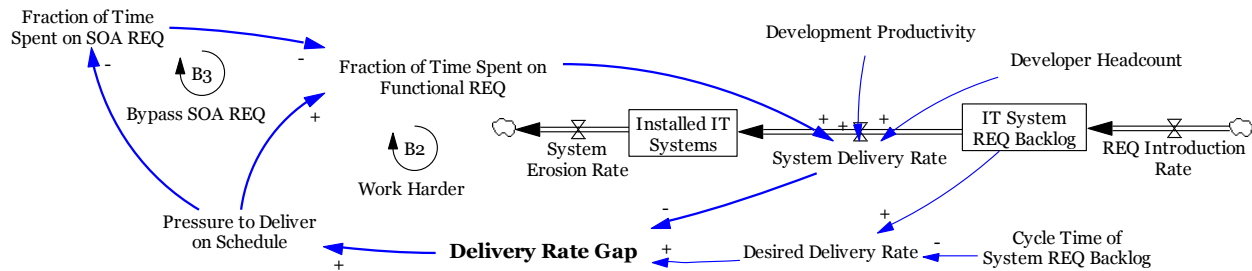 Fraction of Time
Spent on SOA REQ
-
-
B3
Bypass SOA REQ
Fraction of Time Spent on
Functional REQ
+
B2
Work Harder
Development Productivity
Developer Headcount
System
Erosion Rate
Installed IT
Systems
+
+
+
System Delivery Rate
IT System
REQ Backlog
REQ Introduction
Rate
Pressure to Deliver
on Schedule
+
Delivery Rate Gap
-
+
Desired Delivery Rate
+
-
Cycle Time of
System REQ Backlog